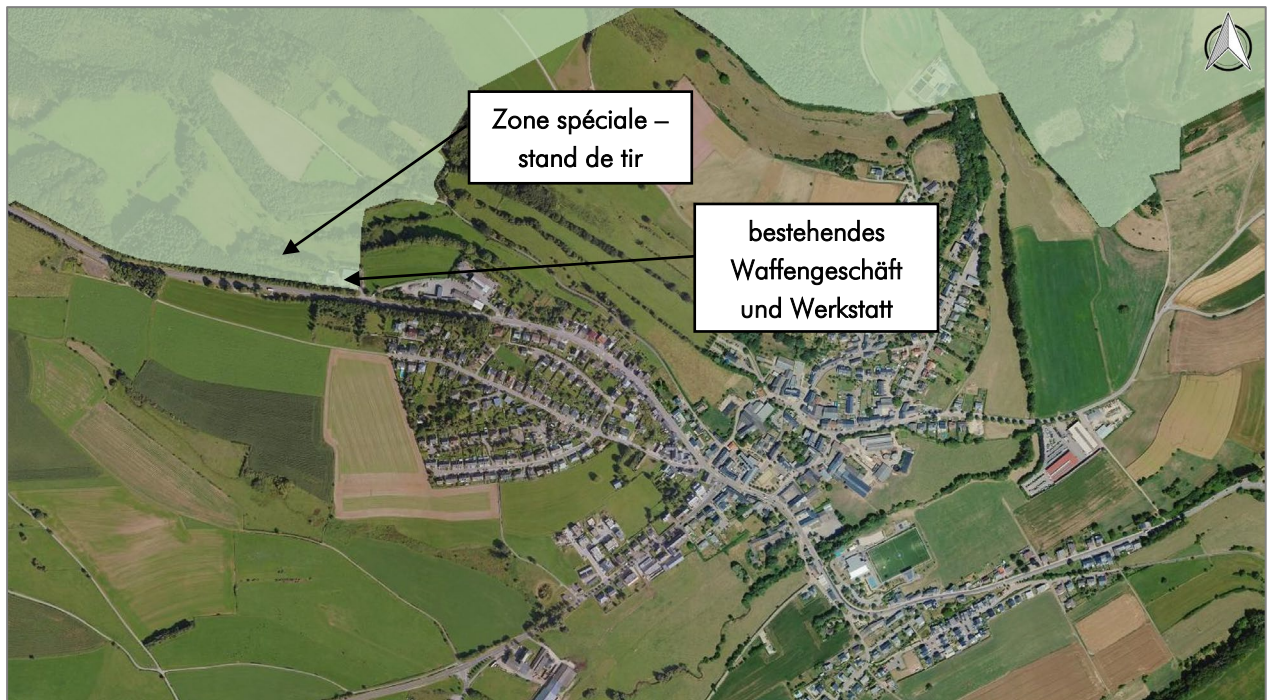 Zone spéciale –
stand de tir
bestehendes
Waffengeschäft
und Werkstatt